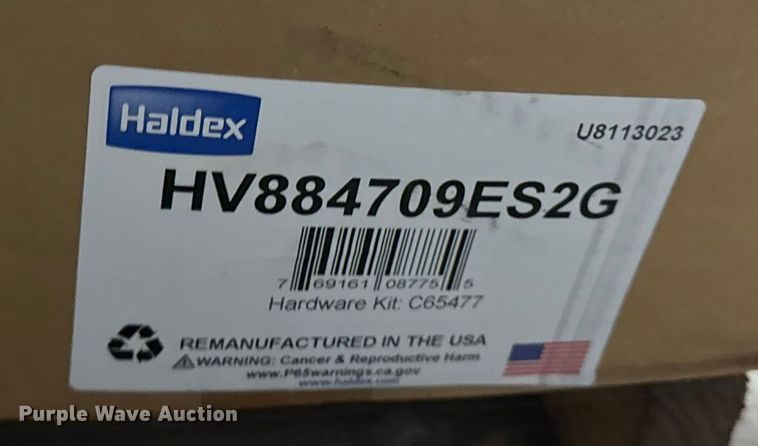 Haldex
U8113023
HV884709ES2G
7 69161 08775 5
Hardware Kit: C65477
REMANUFACTURED IN THE USA
WARNING: Cancer & Reproductive Harm
www.P65warnings.ca.gov
www.haldex.com
Purple Wave Auction